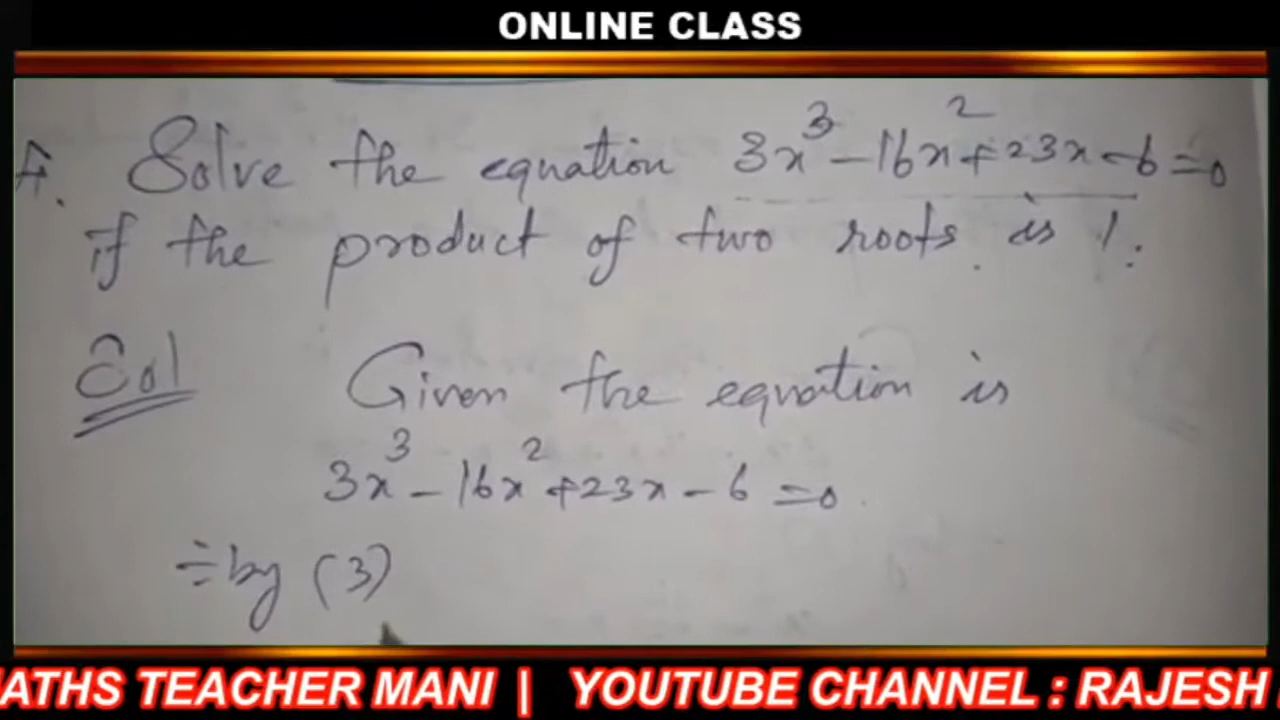 ONLINE CLASS
4. Solve the equation 3x³-16x²+23x-6=0
if the product of two roots is 1.
Sol Given the equation is
3x³-16x²+23x-6=0
÷by (3)
ATHS TEACHER MANI | YOUTUBE CHANNEL : RAJESH